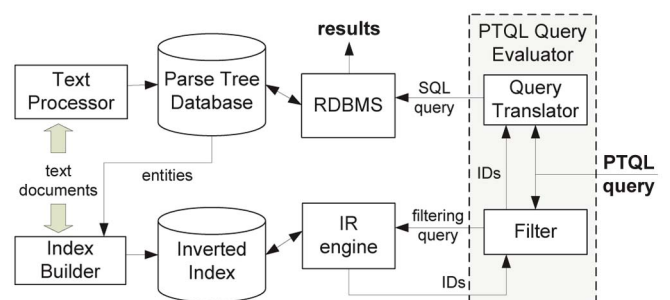 results
PTQL Query
Evaluator
Text
Processor
Parse Tree
Database
RDBMS
SQL
query
Query
Translator
text
documents
entities
IDs
PTQL
query
Index
Builder
Inverted
Index
IR
engine
filtering
query
Filter
IDs